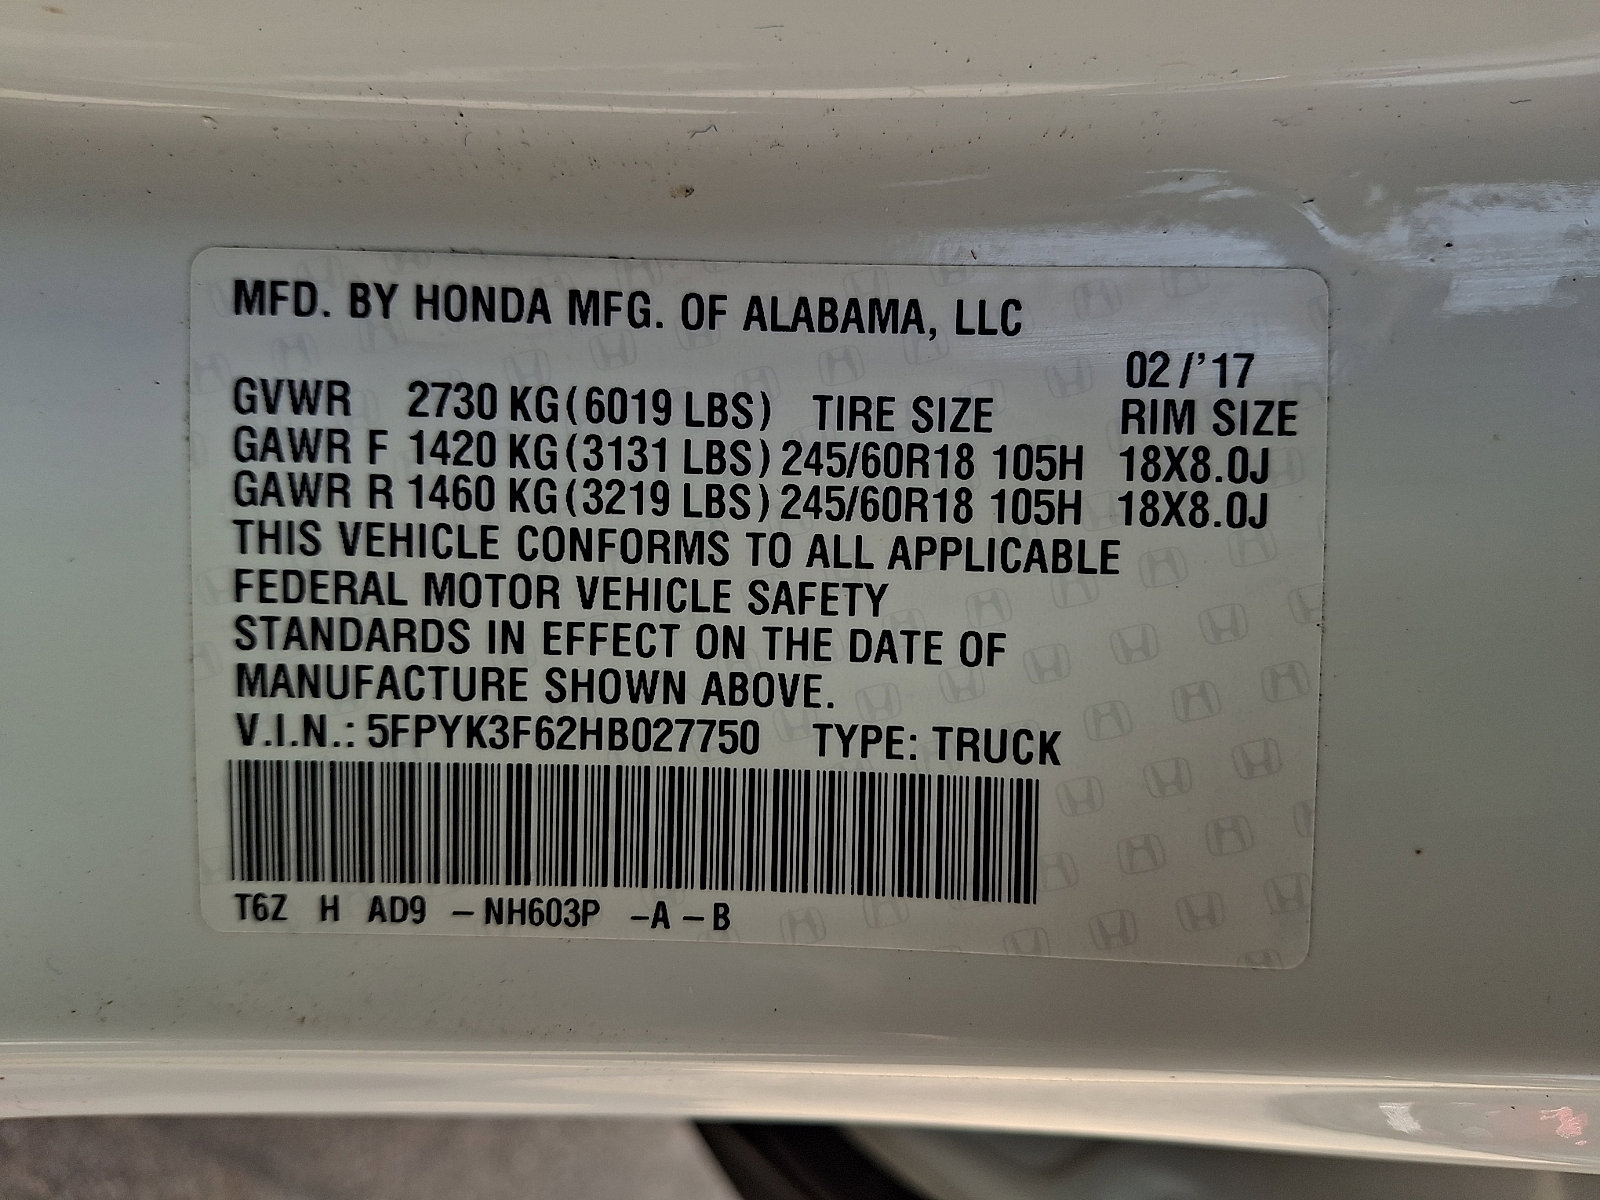 MFD. BY HONDA MFG. OF ALABAMA, LLC
02/'17
GVWR 2730 KG(6019 LBS) TIRE SIZE RIM SIZE
GAWR F 1420 KG(3131 LBS) 245/60R18 105H 18X8.0J
GAWR R 1460 KG(3219 LBS) 245/60R18 105H 18X8.0J
THIS VEHICLE CONFORMS TO ALL APPLICABLE
FEDERAL MOTOR VEHICLE SAFETY
STANDARDS IN EFFECT ON THE DATE OF
MANUFACTURE SHOWN ABOVE.
V.I.N.: 5FPYK3F62HB027750 TYPE: TRUCK
T6Z H AD9 - NH603P -A - B